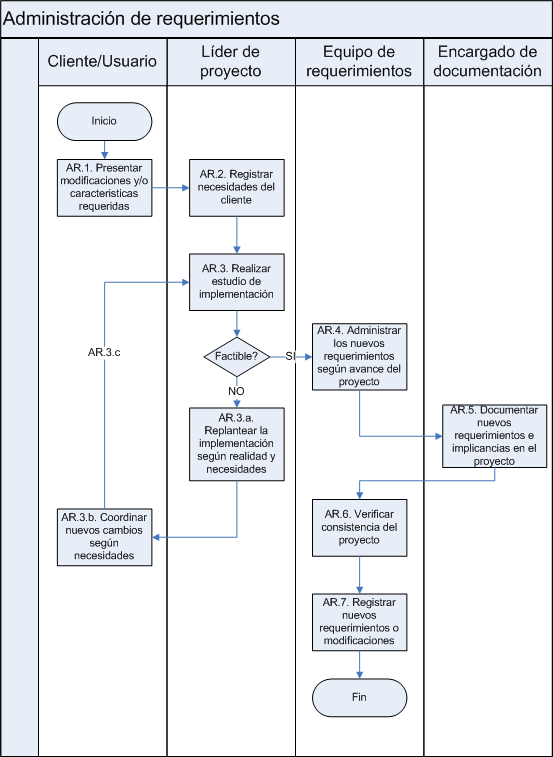 Administración de requerimientos
Cliente/Usuario
Líder de
proyecto
Equipo de
requerimientos
Encargado de
documentación
Inicio
AR.1. Presentar
modificaciones y/o
caracteristicas
requeridas
AR.2. Registrar
necesidades del
cliente
AR.3. Realizar
estudio de
implementación
AR.3.c
Factible?
SI
NO
AR.4. Administrar
los nuevos
requerimientos
según avance del
proyecto
AR.3.a.
Replantear la
implementación
según realidad y
necesidades
AR.5. Documentar
nuevos
requerimientos e
implicancias en el
proyecto
AR.3.b. Coordinar
nuevos cambios
según
necesidades
AR.6. Verificar
consistencia del
proyecto
AR.7. Registrar
nuevos
requerimientos o
modificaciones
Fin